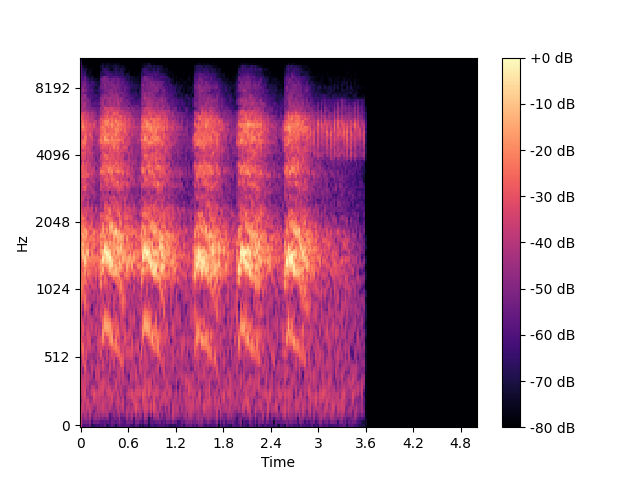 8192
4096
2048
1024
512
0
Hz
0 0.6 1.2 1.8 2.4 3 3.6 4.2 4.8
Time
+0 dB
-10 dB
-20 dB
-30 dB
-40 dB
-50 dB
-60 dB
-70 dB
-80 dB